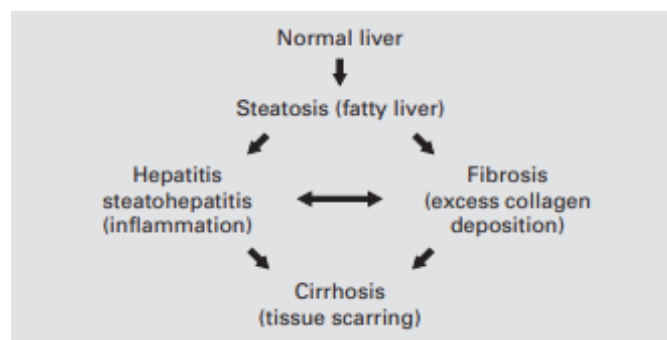 Normal liver
Steatosis (fatty liver)
Hepatitis
steatohepatitis
(inflammation)
Fibrosis
(excess collagen
deposition)
Cirrhosis
(tissue scarring)